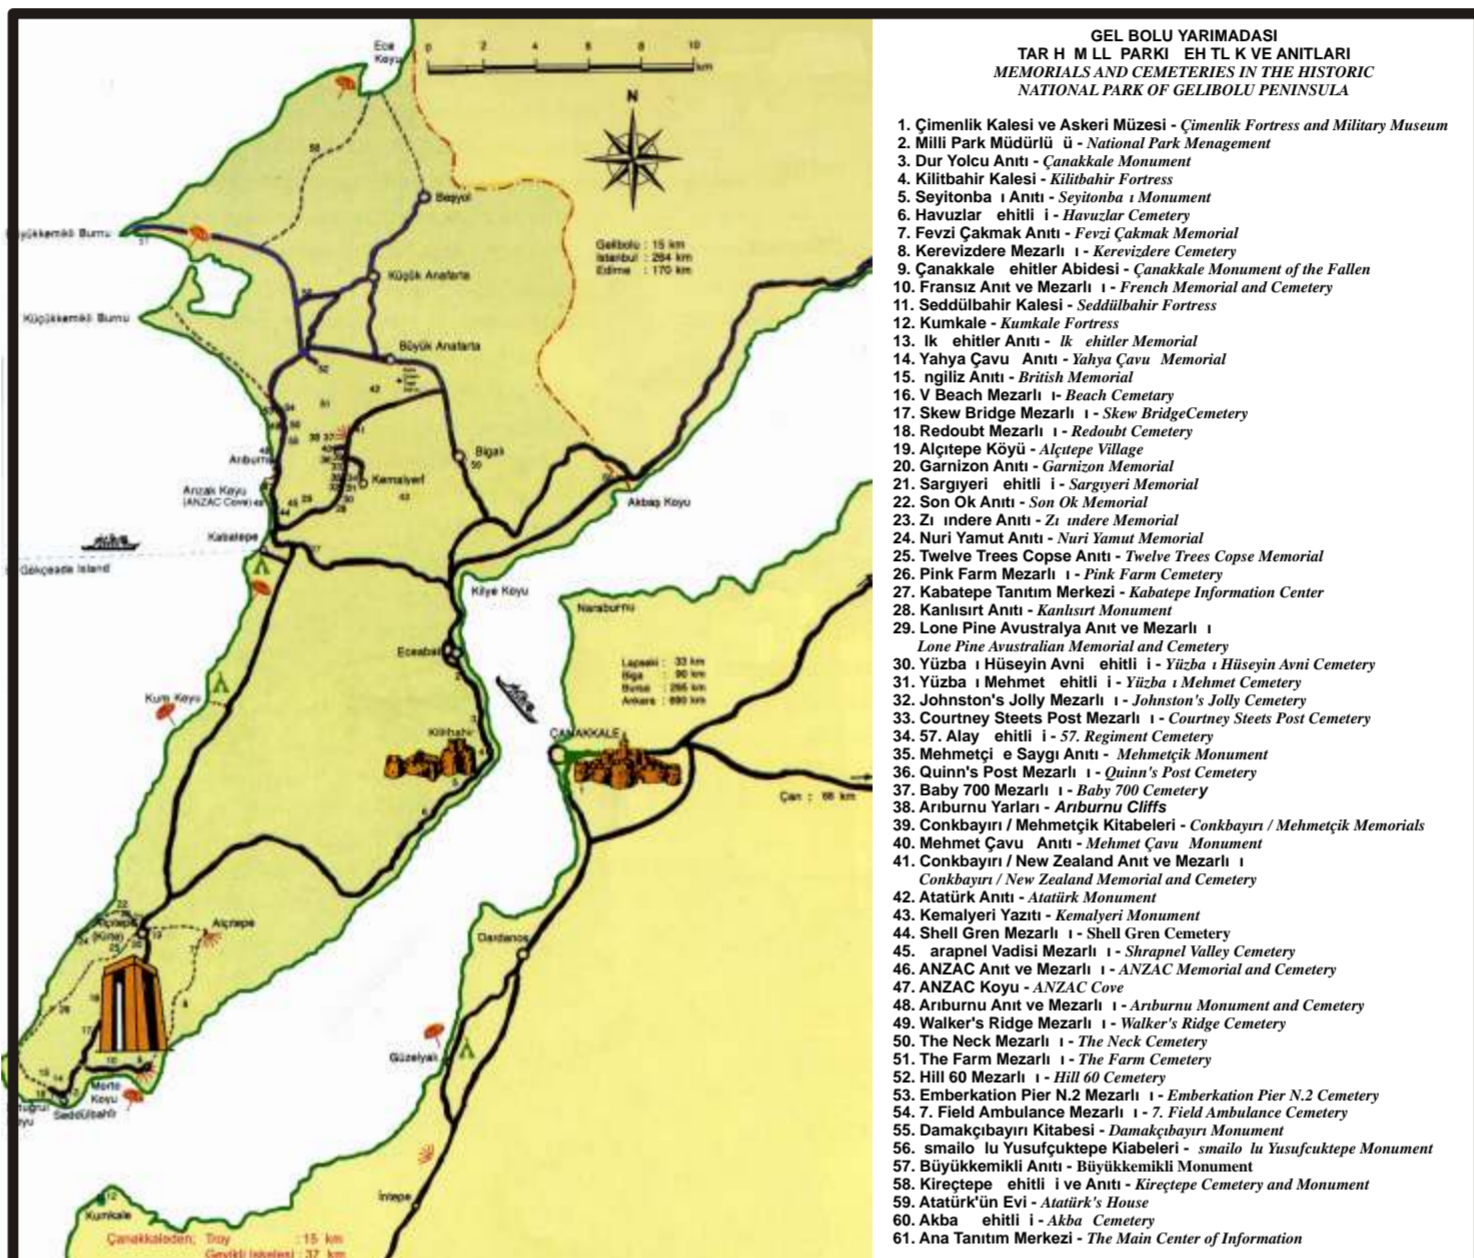 Ece
Koyu
0 2 4 6 8 10
km
N
Beşyol
Gelibolu : 15 km
Istanbul : 264 km
Edirne : 170 km
Küçük Anafarta
Büyük Anafarta
Küçükkemikli Burnu
Bigalı
Kemalyeri
Arıburnu
Anzak Koyu
(ANZAC Cove)
Kabatepe
Gökçeada Island
Akbaş Koyu
Kilye Koyu
Naraburnu
Eceabat
Lapseki : 33 km
Biga : 90 km
Bursa : 265 km
Ankara : 690 km
Kum Koyu
Kilitbahir
ÇANAKKALE
Çan : 66 km
Alçıtepe
(Kirte)
Alçıtepe
Dardanos
Güzelyalı
Morto
Koyu
Seddülbahir
İntepe
Kumkale
Çanakkaleden; Troy : 15 km
Geyikli İskelesi : 37 km
GEL BOLU YARIMADASI
TAR H M LL PARKI EH TL K VE ANITLARI
MEMORIALS AND CEMETERIES IN THE HISTORIC
NATIONAL PARK OF GELIBOLU PENINSULA
1. Çimenlik Kalesi ve Askeri Müzesi - Çimenlik Fortress and Military Museum
2. Milli Park Müdürlü ü - National Park Menagement
3. Dur Yolcu Anıtı - Çanakkale Monument
4. Kilitbahir Kalesi - Kilitbahir Fortress
5. Seyitonba ı Anıtı - Seyitonba ı Monument
6. Havuzlar ehitli i - Havuzlar Cemetery
7. Fevzi Çakmak Anıtı - Fevzi Çakmak Memorial
8. Kerevizdere Mezarlı ı - Kerevizdere Cemetery
9. Çanakkale ehitler Abidesi - Çanakkale Monument of the Fallen
10. Fransız Anıt ve Mezarlı ı - French Memorial and Cemetery
11. Seddülbahir Kalesi - Seddülbahir Fortress
12. Kumkale - Kumkale Fortress
13. lk ehitler Anıtı - lk ehitler Memorial
14. Yahya Çavu Anıtı - Yahya Çavu Memorial
15. ngiliz Anıtı - British Memorial
16. V Beach Mezarlı ı- Beach Cemetary
17. Skew Bridge Mezarlı ı - Skew BridgeCemetery
18. Redoubt Mezarlı ı - Redoubt Cemetery
19. Alçıtepe Köyü - Alçıtepe Village
20. Garnizon Anıtı - Garnizon Memorial
21. Sargıyeri ehitli i - Sargıyeri Memorial
22. Son Ok Anıtı - Son Ok Memorial
23. Zı ındere Anıtı - Zı ındere Memorial
24. Nuri Yamut Anıtı - Nuri Yamut Memorial
25. Twelve Trees Copse Anıtı - Twelve Trees Copse Memorial
26. Pink Farm Mezarlı ı - Pink Farm Cemetery
27. Kabatepe Tanıtım Merkezi - Kabatepe Information Center
28. Kanlısırt Anıtı - Kanlısırt Monument
29. Lone Pine Avustralya Anıt ve Mezarlı ı
Lone Pine Avustralian Memorial and Cemetery
30. Yüzba ı Hüseyin Avni ehitli i - Yüzba ı Hüseyin Avni Cemetery
31. Yüzba ı Mehmet ehitli i - Yüzba ı Mehmet Cemetery
32. Johnston's Jolly Mezarlı ı - Johnston's Jolly Cemetery
33. Courtney Steets Post Mezarlı ı - Courtney Steets Post Cemetery
34. 57. Alay ehitli i - 57. Regiment Cemetery
35. Mehmetçi e Saygı Anıtı - Mehmetçik Monument
36. Quinn's Post Mezarlı ı - Quinn's Post Cemetery
37. Baby 700 Mezarlı ı - Baby 700 Cemetery
38. Arıburnu Yarları - Arıburnu Cliffs
39. Conkbayırı / Mehmetçik Kitabeleri - Conkbayırı / Mehmetçik Memorials
40. Mehmet Çavu Anıtı - Mehmet Çavu Monument
41. Conkbayırı / New Zealand Anıt ve Mezarlı ı
Conkbayırı / New Zealand Memorial and Cemetery
42. Atatürk Anıtı - Atatürk Monument
43. Kemalyeri Yazıtı - Kemalyeri Monument
44. Shell Gren Mezarlı ı - Shell Gren Cemetery
45. arapnel Vadisi Mezarlı ı - Shrapnel Valley Cemetery
46. ANZAC Anıt ve Mezarlı ı - ANZAC Memorial and Cemetery
47. ANZAC Koyu - ANZAC Cove
48. Arıburnu Anıt ve Mezarlı ı - Arıburnu Monument and Cemetery
49. Walker's Ridge Mezarlı ı - Walker's Ridge Cemetery
50. The Neck Mezarlı ı - The Neck Cemetery
51. The Farm Mezarlı ı - The Farm Cemetery
52. Hill 60 Mezarlı ı - Hill 60 Cemetery
53. Emberkation Pier N.2 Mezarlı ı - Emberkation Pier N.2 Cemetery
54. 7. Field Ambulance Mezarlı ı - 7. Field Ambulance Cemetery
55. Damakçıbayırı Kitabesi - Damakçıbayırı Monument
56. smailo lu Yusufçuktepe Kiabeleri - smailo lu Yusufcuktepe Monument
57. Büyükkemikli Anıtı - Büyükkemikli Monument
58. Kireçtepe ehitli i ve Anıtı - Kireçtepe Cemetery and Monument
59. Atatürk'ün Evi - Atatürk's House
60. Akba ehitli i - Akba Cemetery
61. Ana Tanıtım Merkezi - The Main Center of Information